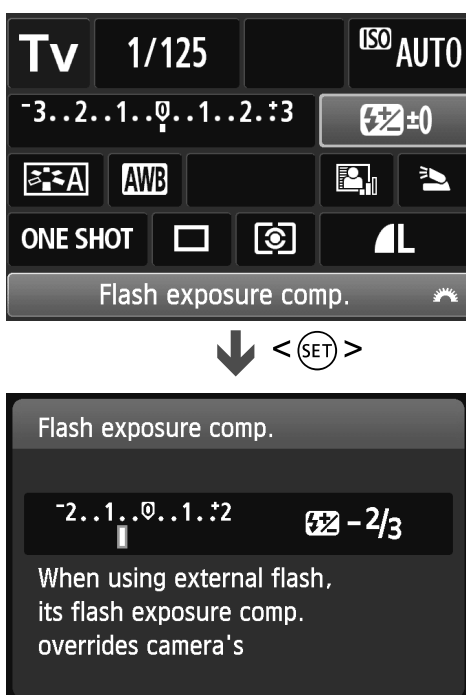 Tv 1/125 ISO AUTO
-3..2..1..0..1..2.:+3 ±0
A AWB
ONE SHOT L
Flash exposure comp.
<SET>
Flash exposure comp.
-2..1..0..1.:+2 -2/3
When using external flash,
its flash exposure comp.
overrides camera's